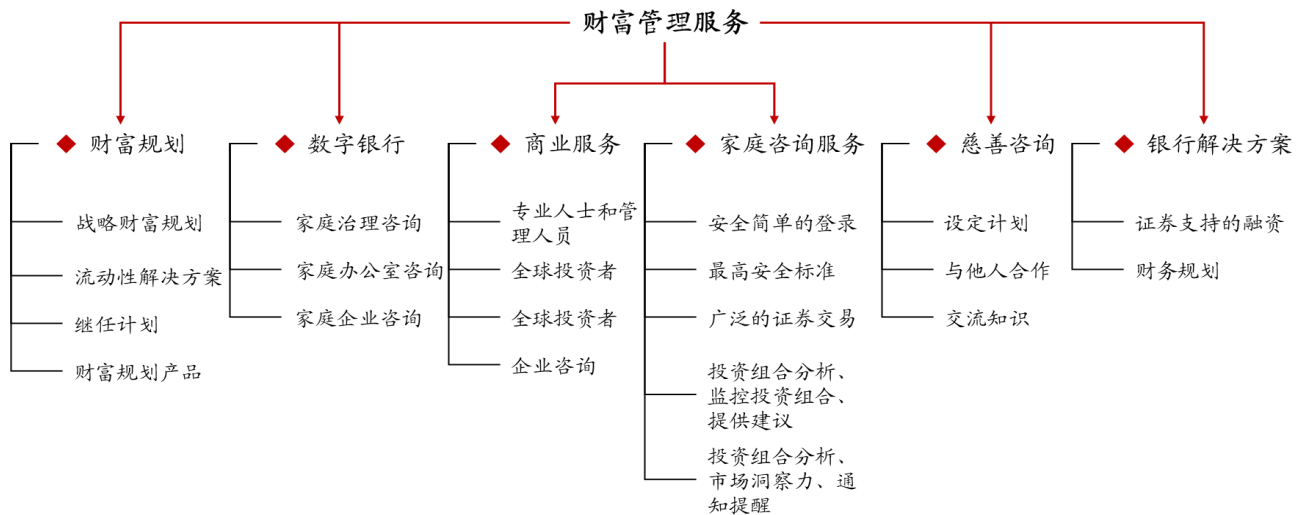 财富管理服务
财富规划
战略财富规划
流动性解决方案
继任计划
财富规划产品
数字银行
家庭治理咨询
家庭办公室咨询
家庭企业咨询
商业服务
专业人士和管
理人员
全球投资者
全球投资者
企业咨询
家庭咨询服务
安全简单的登录
最高安全标准
广泛的证券交易
投资组合分析、
监控投资组合、
提供建议
投资组合分析、
市场洞察力、通
知提醒
慈善咨询
设定计划
与他人合作
交流知识
银行解决方案
证券支持的融资
财务规划